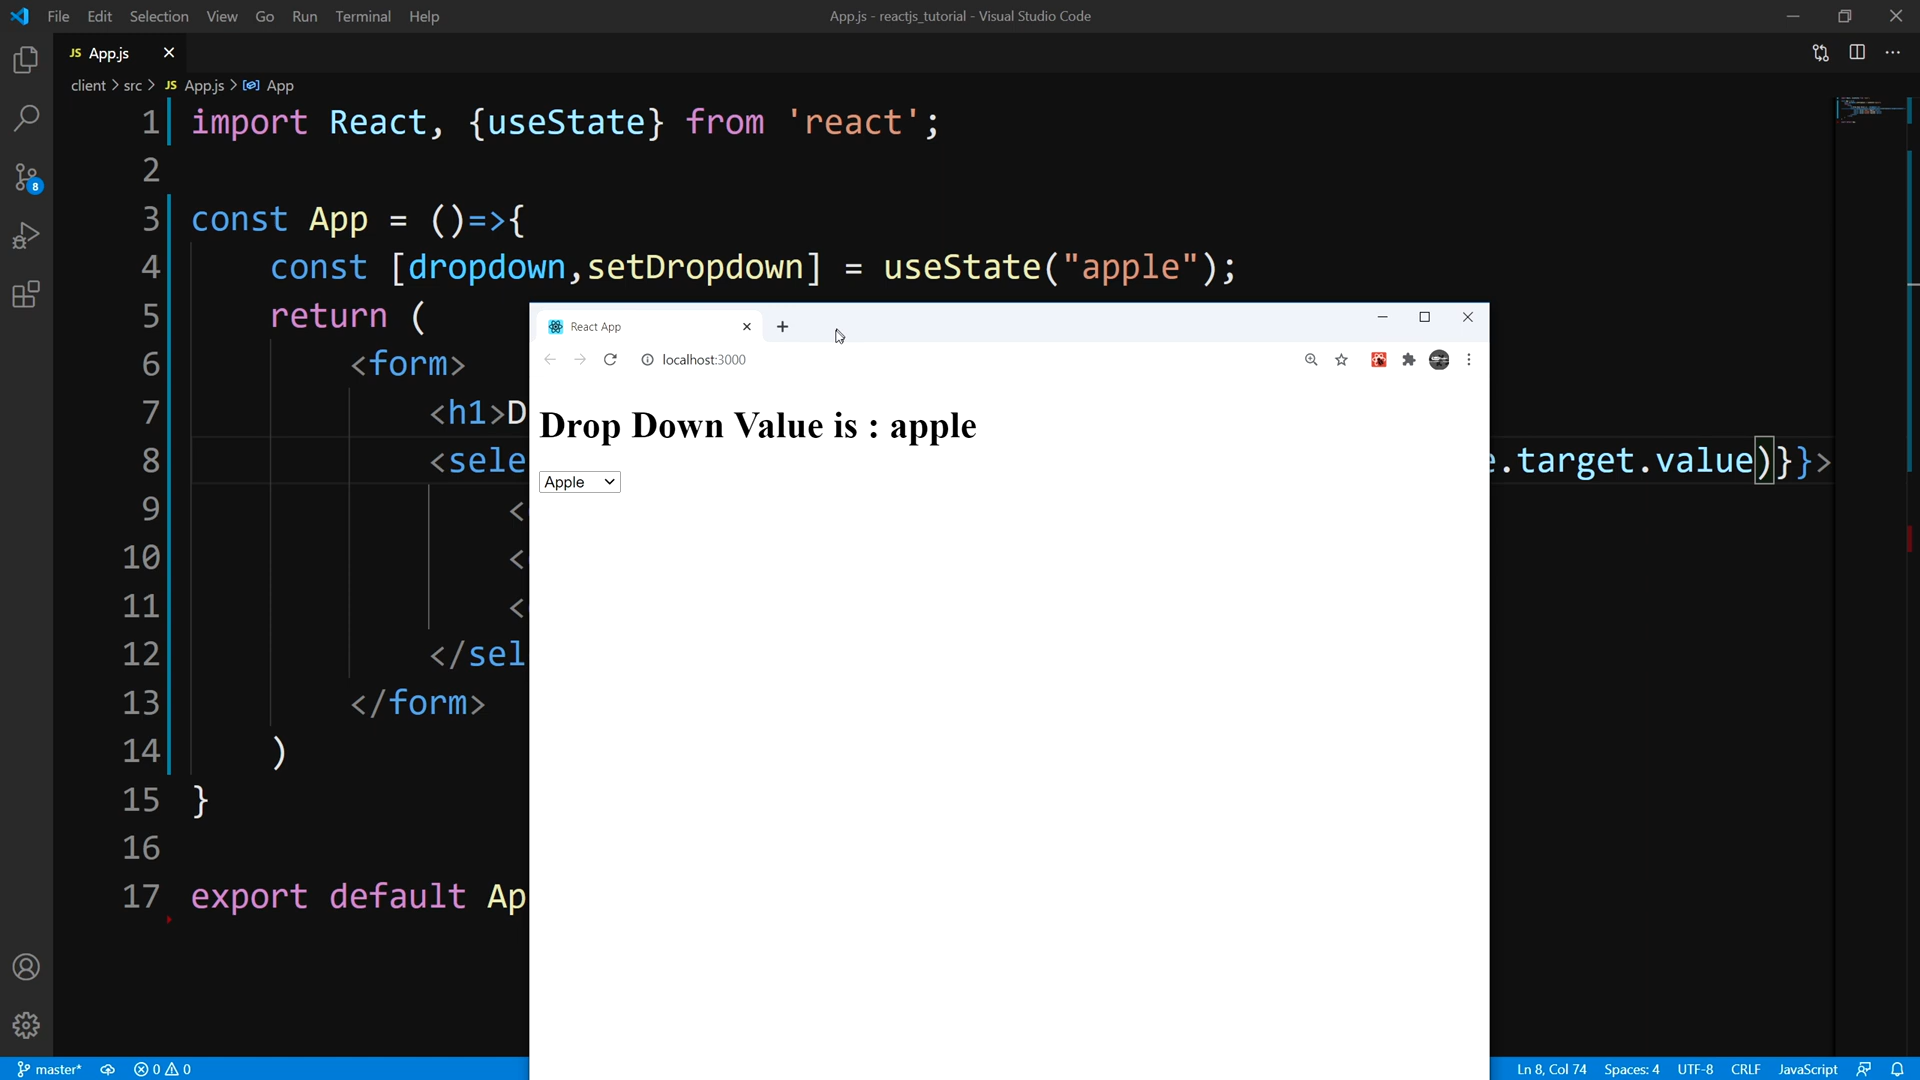 File Edit Selection View Go Run Terminal Help
App.js - reactjs_tutorial - Visual Studio Code
JS App.js
client > src > JS App.js > App
8
1 import React, {useState} from 'react';
2
3 const App = ()=>{
4 const [dropdown,setDropdown] = useState("apple");
5 return (
6 <form>
7 <h1>D
8 <sele
e.target.value)}}>
9 <
10 <
11 <
12 </sel
13 </form>
14 )
15 }
16
17 export default Ap
React App
localhost:3000
Drop Down Value is : apple
Apple
master* 0 0
Ln 8, Col 74 Spaces: 4 UTF-8 CRLF JavaScript